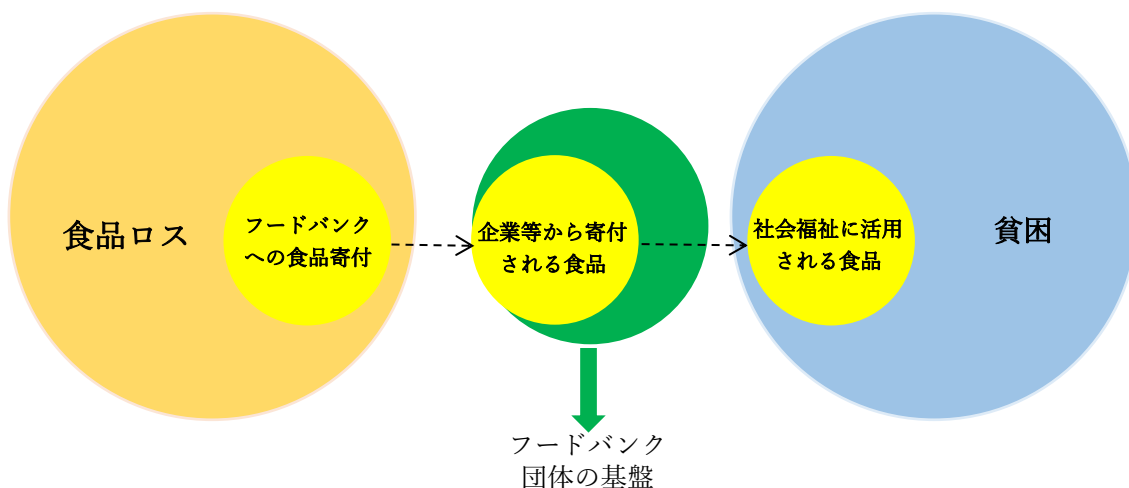 食品ロス
フードバンク
への食品寄付
企業等から寄付
される食品
社会福祉に活用
される食品
貧困
フードバンク
団体の基盤